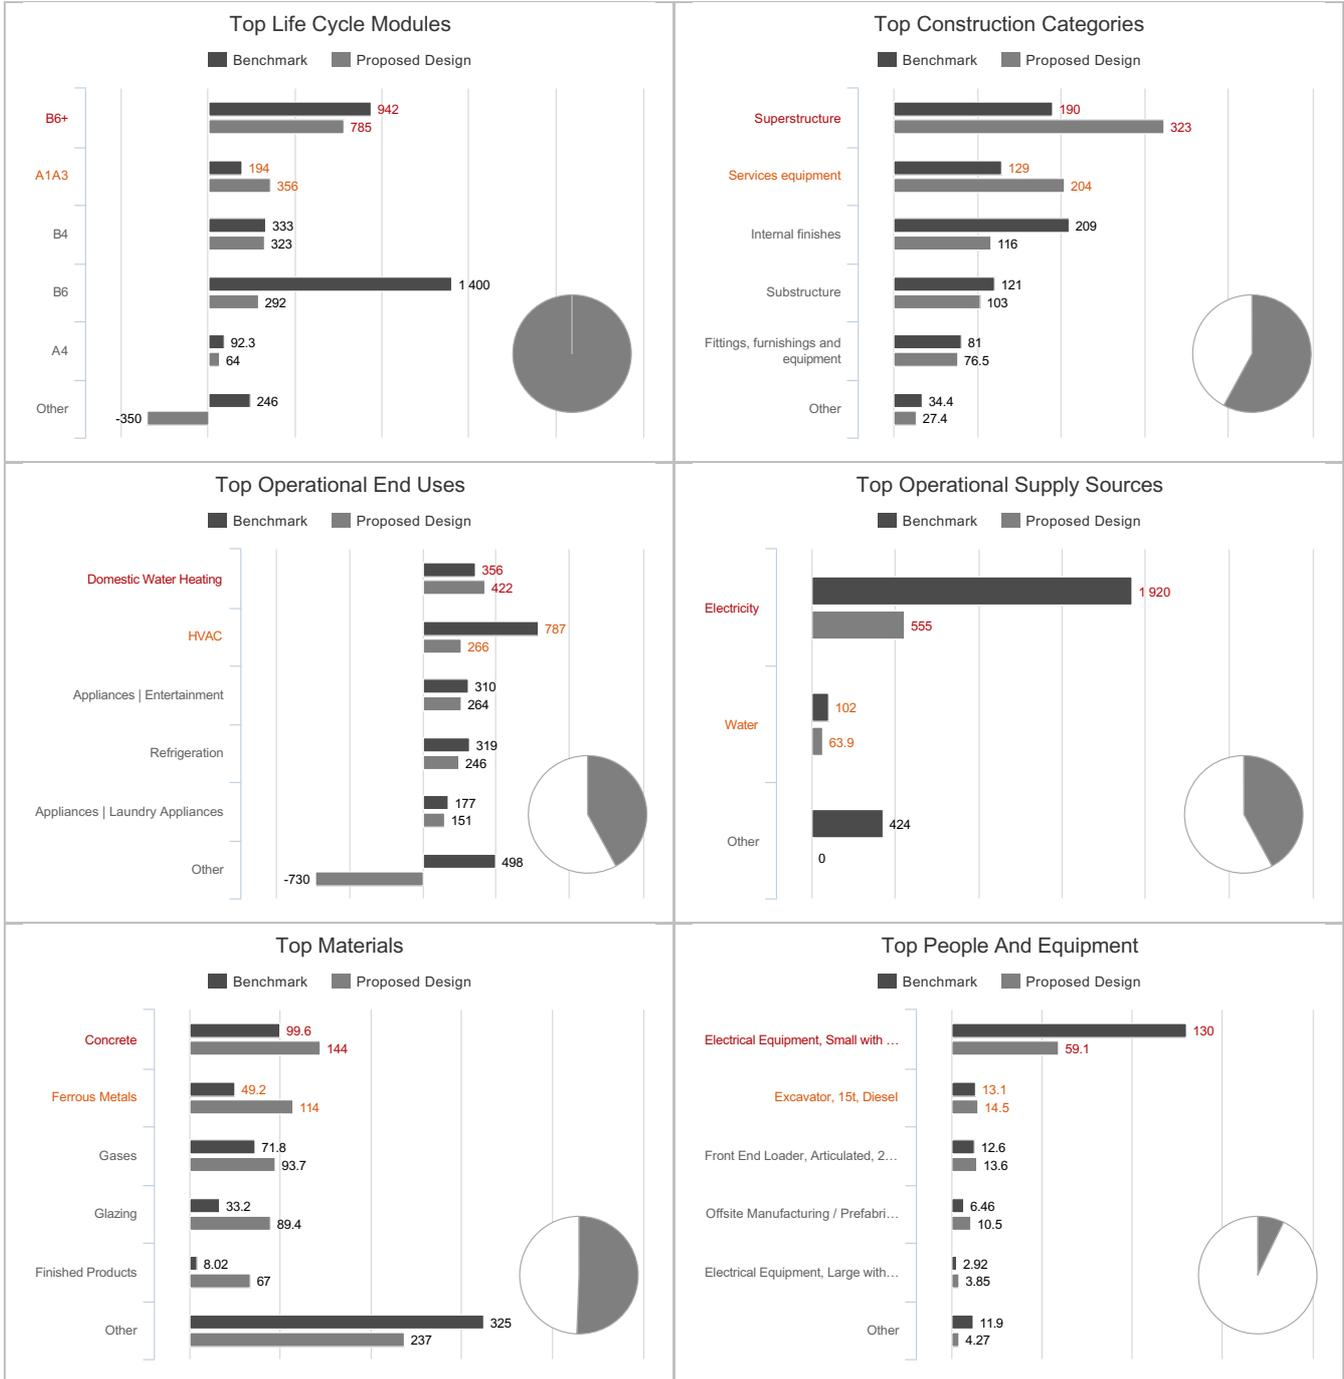 Top Life Cycle Modules
Benchmark Proposed Design
B6+ 942
785
A1A3 194
356
B4 333
323
B6 1 400
292
A4 92.3
64
Other 246
-350
Top Construction Categories
Benchmark Proposed Design
Superstructure 190
323
Services equipment 129
204
Internal finishes 209
116
Substructure 121
103
Fittings, furnishings and
equipment
81
76.5
Other 34.4
27.4
Top Operational End Uses
Benchmark Proposed Design
Domestic Water Heating 356
422
HVAC 787
266
Appliances | Entertainment 310
264
Refrigeration 319
246
Appliances | Laundry Appliances 177
151
Other 498
-730
Top Operational Supply Sources
Benchmark Proposed Design
Electricity 1 920
555
Water 102
63.9
Other 424
0
Top Materials
Benchmark Proposed Design
Concrete 99.6
144
Ferrous Metals 49.2
114
Gases 71.8
93.7
Glazing 33.2
89.4
Finished Products 8.02
67
Other 325
237
Top People And Equipment
Benchmark Proposed Design
Electrical Equipment, Small with ... 130
59.1
Excavator, 15t, Diesel 13.1
14.5
Front End Loader, Articulated, 2... 12.6
13.6
Offsite Manufacturing / Prefabri... 6.46
10.5
Electrical Equipment, Large with... 2.92
3.85
Other 11.9
4.27